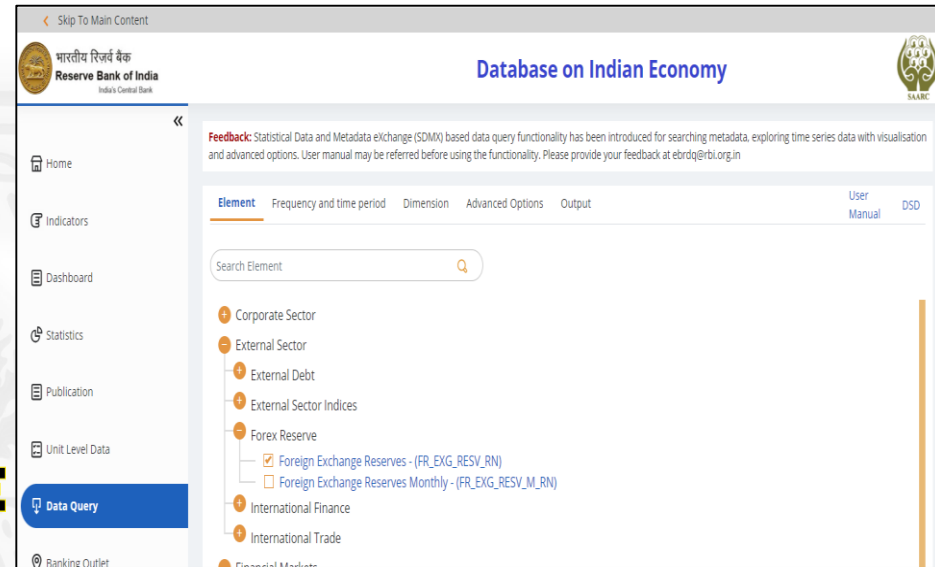 Skip To Main Content
भारतीय रिज़र्व बैंक
Reserve Bank of India
India's Central Bank
Database on Indian Economy
SAARC
Feedback: Statistical Data and Metadata eXchange (SDMX) based data query functionality has been introduced for searching metadata, exploring time series data with visualisation
and advanced options. User manual may be referred before using the functionality. Please provide your feedback at ebrdq@rbi.org.in
Home
Indicators
Dashboard
Statistics
Publication
Unit Level Data
Data Query
Banking Outlet
Element Frequency and time period Dimension Advanced Options Output User Manual DSD
Search Element
Corporate Sector
External Sector
External Debt
External Sector Indices
Forex Reserve
Foreign Exchange Reserves - (FR_EXG_RESV_RN)
Foreign Exchange Reserves Monthly - (FR_EXG_RESV_M_RN)
International Finance
International Trade
Financial Markets